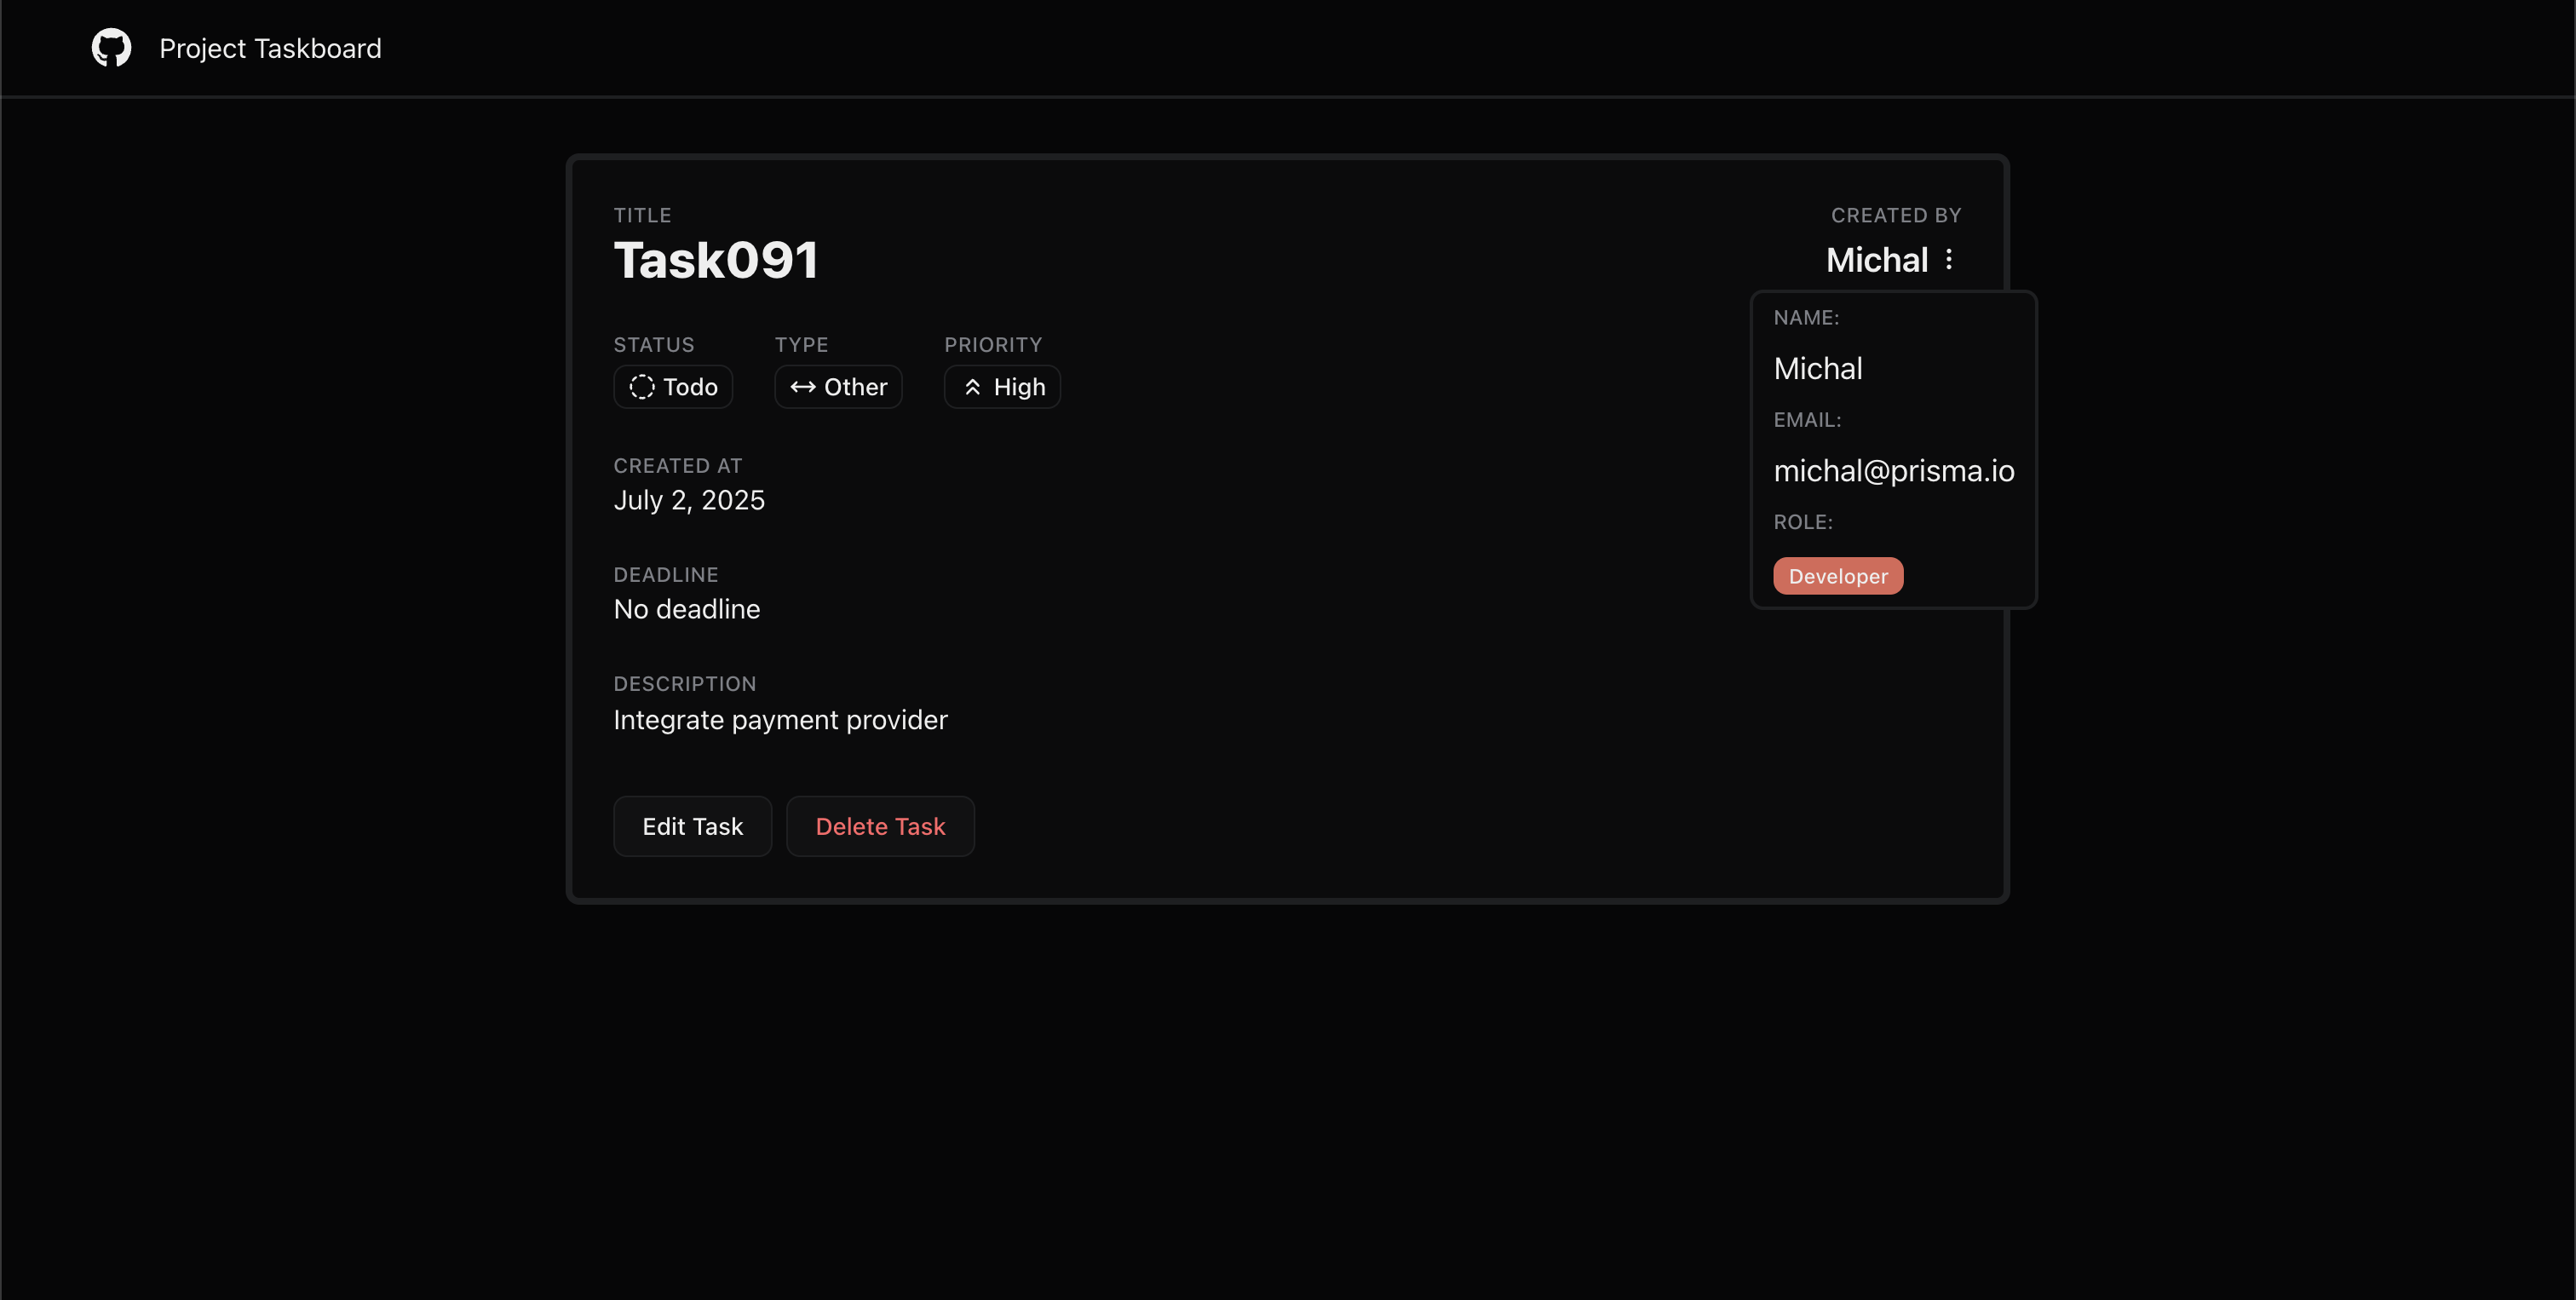 Project Taskboard
TITLE
Task091
CREATED BY
Michal
STATUS
Todo
TYPE
Other
PRIORITY
High
CREATED AT
July 2, 2025
DEADLINE
No deadline
DESCRIPTION
Integrate payment provider
Edit Task
Delete Task
NAME:
Michal
EMAIL:
michal@prisma.io
ROLE:
Developer